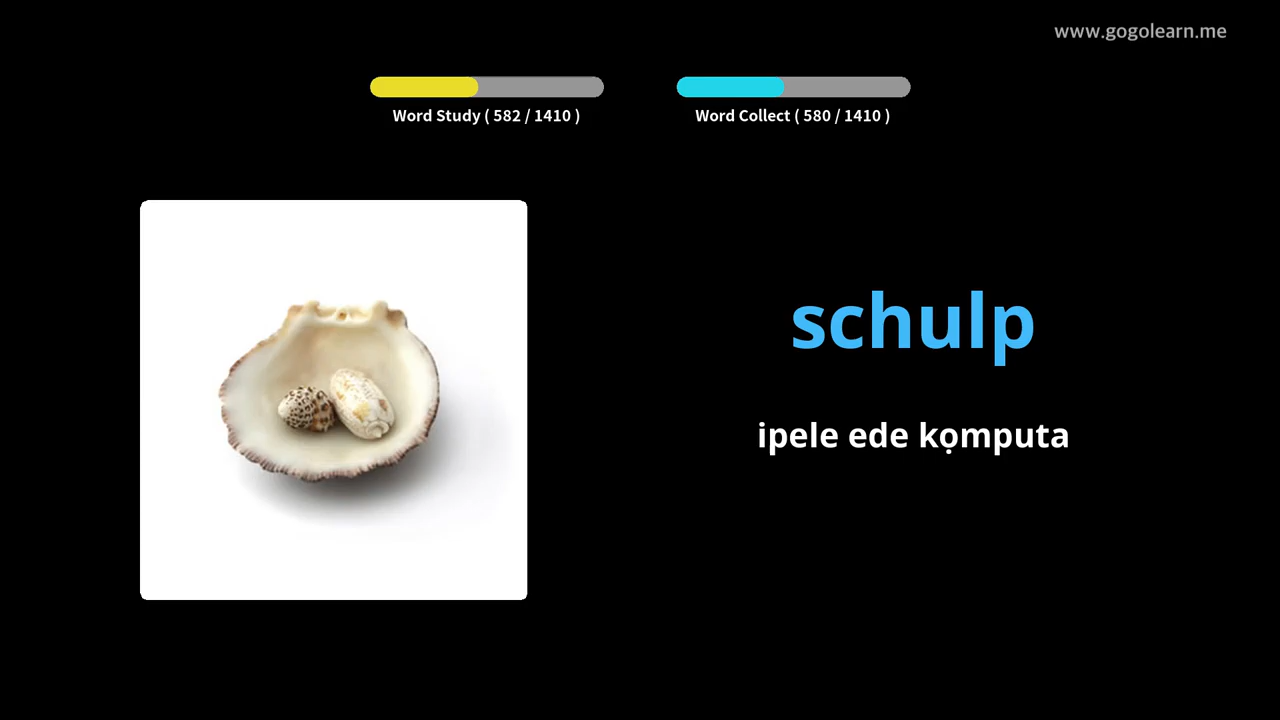 www.gogolearn.me
Word Study ( 582 / 1410 )
Word Collect ( 580 / 1410 )
schulp
ipele ede kọmputa